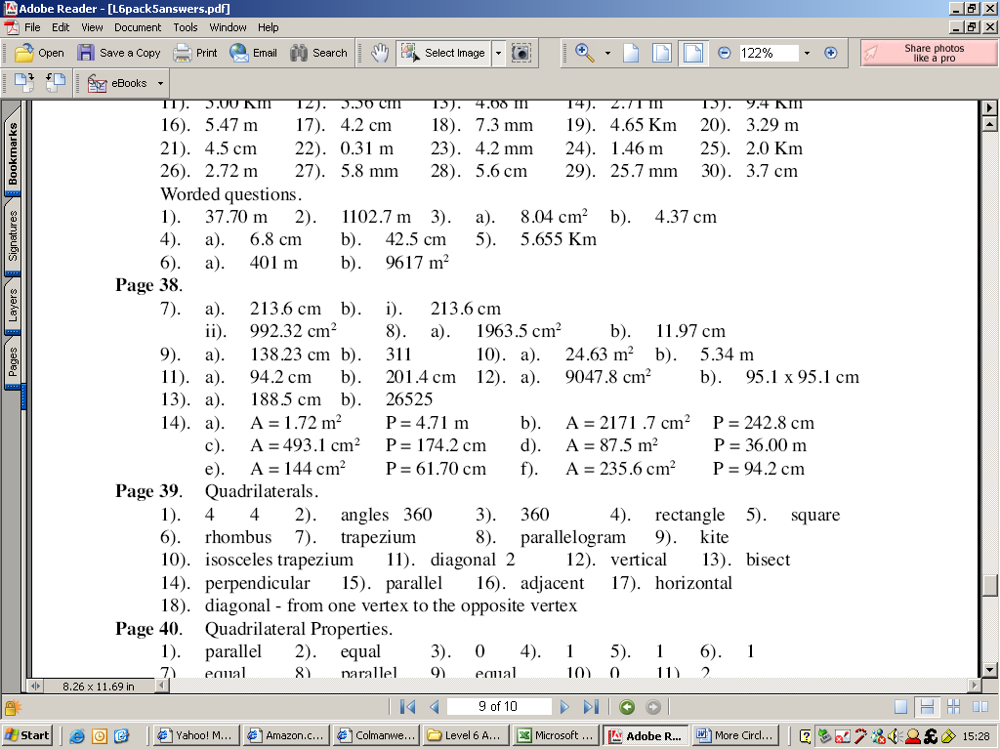 Adobe Reader - [L6pack5answers.pdf]
File Edit View Document Tools Window Help
Open Save a Copy Print Email Search Select Image 122% Share photos like a pro
eBooks
Bookmarks
Signatures
Layers
Pages
11). 3.00 Km 12). 3.56 cm 13). 4.68 m 14). 2.71 m 15). 9.4 Km
16). 5.47 m 17). 4.2 cm 18). 7.3 mm 19). 4.65 Km 20). 3.29 m
21). 4.5 cm 22). 0.31 m 23). 4.2 mm 24). 1.46 m 25). 2.0 Km
26). 2.72 m 27). 5.8 mm 28). 5.6 cm 29). 25.7 mm 30). 3.7 cm
Worded questions.
1). 37.70 m 2). 1102.7 m 3). a). 8.04 cm² b). 4.37 cm
4). a). 6.8 cm b). 42.5 cm 5). 5.655 Km
6). a). 401 m b). 9617 m²
Page 38.
7). a). 213.6 cm b). i). 213.6 cm
ii). 992.32 cm² 8). a). 1963.5 cm² b). 11.97 cm
9). a). 138.23 cm b). 311 10). a). 24.63 m² b). 5.34 m
11). a). 94.2 cm b). 201.4 cm 12). a). 9047.8 cm² b). 95.1 x 95.1 cm
13). a). 188.5 cm b). 26525
14). a). A = 1.72 m² P = 4.71 m b). A = 2171 .7 cm² P = 242.8 cm
c). A = 493.1 cm² P = 174.2 cm d). A = 87.5 m² P = 36.00 m
e). A = 144 cm² P = 61.70 cm f). A = 235.6 cm² P = 94.2 cm
Page 39. Quadrilaterals.
1). 4 4 2). angles 360 3). 360 4). rectangle 5). square
6). rhombus 7). trapezium 8). parallelogram 9). kite
10). isosceles trapezium 11). diagonal 2 12). vertical 13). bisect
14). perpendicular 15). parallel 16). adjacent 17). horizontal
18). diagonal - from one vertex to the opposite vertex
Page 40. Quadrilateral Properties.
1). parallel 2). equal 3). 0 4). 1 5). 1 6). 1
7) equal 8) parallel 9) equal 10) 0 11) 2
8.26 x 11.69 in
9 of 10
Start Yahoo! M... Amazon.c... Colmanwe... Level 6 A... Microsoft ... Adobe R... More Circl... 15:28